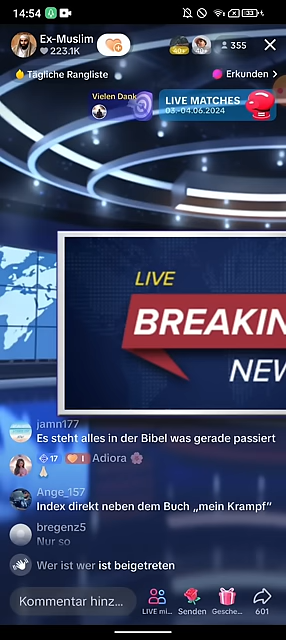 14:54
Ex-Muslim
223.1K
40+
40+
355
Tägliche Rangliste
Erkunden >
Vielen Dank
LIVE MATCHES
03.-04.06.2024
LIVE
BREAKIN
NEW
jamn177
Es steht alles in der Bibel was gerade passiert
17 I Adiora 🌸
🙏🏻
Ange_157
Index direkt neben dem Buch „mein Krampf“
bregenz5
Nur so
Wer ist wer ist beigetreten
Kommentar hinz...
LIVE mi...
Senden
Gesche...
601